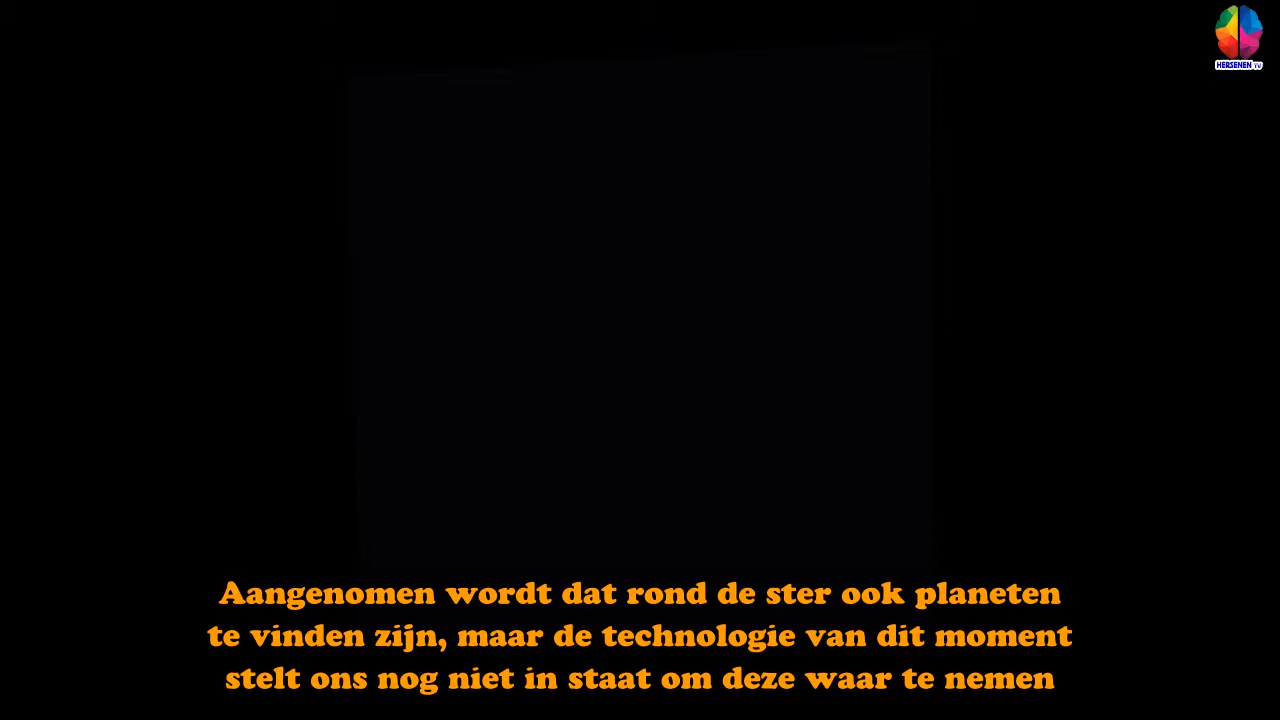 HERSENEN TV
Aangenomen wordt dat rond de ster ook planeten
te vinden zijn, maar de technologie van dit moment
stelt ons nog niet in staat om deze waar te nemen